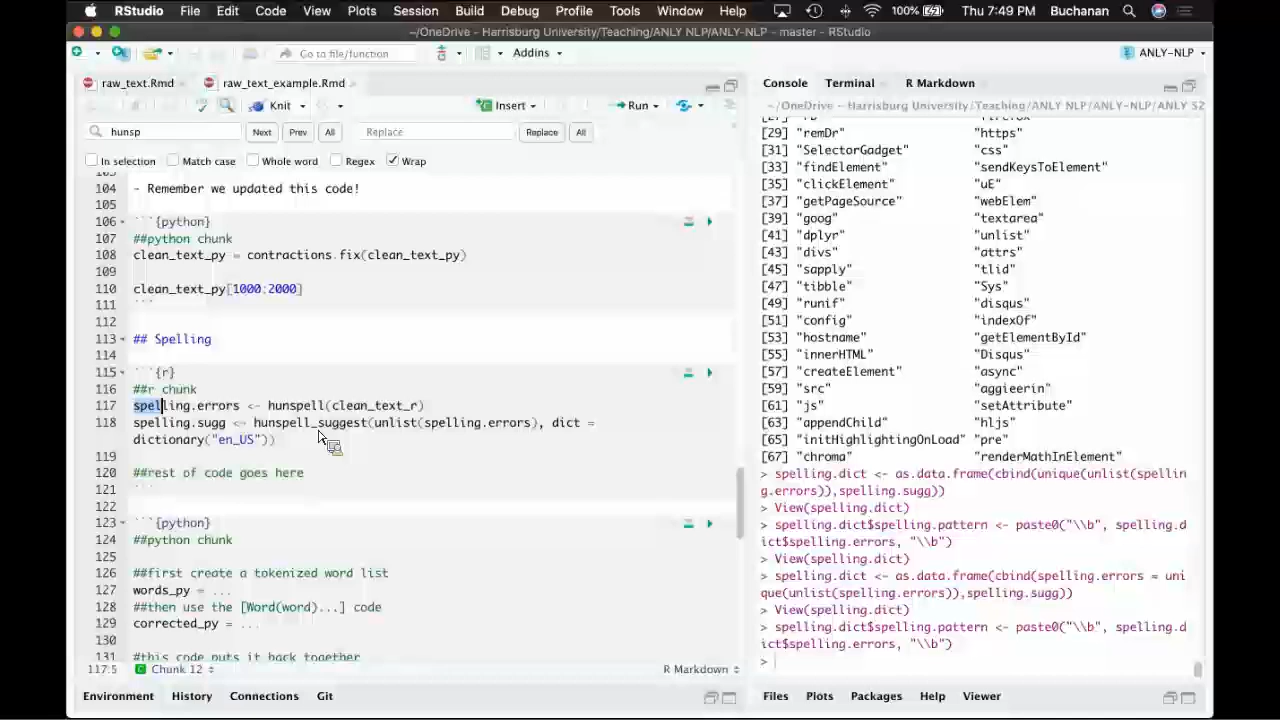 RStudio File Edit Code View Plots Session Build Debug Profile Tools Window Help 100% Thu 7:49 PM Buchanan
~/OneDrive - Harrisburg University/Teaching/ANLY NLP/ANLY-NLP - master - RStudio
Go to file/function Addins ANLY-NLP
raw_text.Rmd raw_text_example.Rmd
Knit Insert Run
hunsp Next Prev All Replace Replace All
In selection Match case Whole word Regex Wrap
104 - Remember we updated this code!
105
106 ```{python}
107 ##python chunk
108 clean_text_py = contractions.fix(clean_text_py)
109
110 clean_text_py[1000:2000]
111 ```
112
113 ## Spelling
114
115 ```{r}
116 ##r chunk
117 spelling.errors <- hunspell(clean_text_r)
118 spelling.sugg <- hunspell_suggest(unlist(spelling.errors), dict =
dictionary("en_US"))
119
120 ##rest of code goes here
121 ```
122
123 ```{python}
124 ##python chunk
125
126 ##first create a tokenized word list
127 words_py = ...
128 ##then use the [Word(word)...] code
129 corrected_py = ...
130
131 #this code puts it back together
117:5 Chunk 12 R Markdown
Environment History Connections Git
Console Terminal R Markdown
~/OneDrive - Harrisburg University/Teaching/ANLY NLP/ANLY-NLP/ANLY 52
[29] "remDr" "https"
[31] "SelectorGadget" "css"
[33] "findElement" "sendKeysToElement"
[35] "clickElement" "uE"
[37] "getPageSource" "webElem"
[39] "goog" "textarea"
[41] "dplyr" "unlist"
[43] "divs" "attrs"
[45] "sapply" "tlid"
[47] "tibble" "Sys"
[49] "runif" "disqus"
[51] "config" "indexOf"
[53] "hostname" "getElementById"
[55] "innerHTML" "Disqus"
[57] "createElement" "async"
[59] "src" "aggieerin"
[61] "js" "setAttribute"
[63] "appendChild" "hljs"
[65] "initHighlightingOnLoad" "pre"
[67] "chroma" "renderMathInElement"
> spelling.dict <- as.data.frame(cbind(unique(unlist(spellin
g.errors)),spelling.sugg))
> View(spelling.dict)
> spelling.dict$spelling.pattern <- paste0("\\b", spelling.d
ict$spelling.errors, "\\b")
> View(spelling.dict)
> spelling.dict <- as.data.frame(cbind(spelling.errors = uni
que(unlist(spelling.errors)),spelling.sugg))
> View(spelling.dict)
> spelling.dict$spelling.pattern <- paste0("\\b", spelling.d
ict$spelling.errors, "\\b")
>
Files Plots Packages Help Viewer